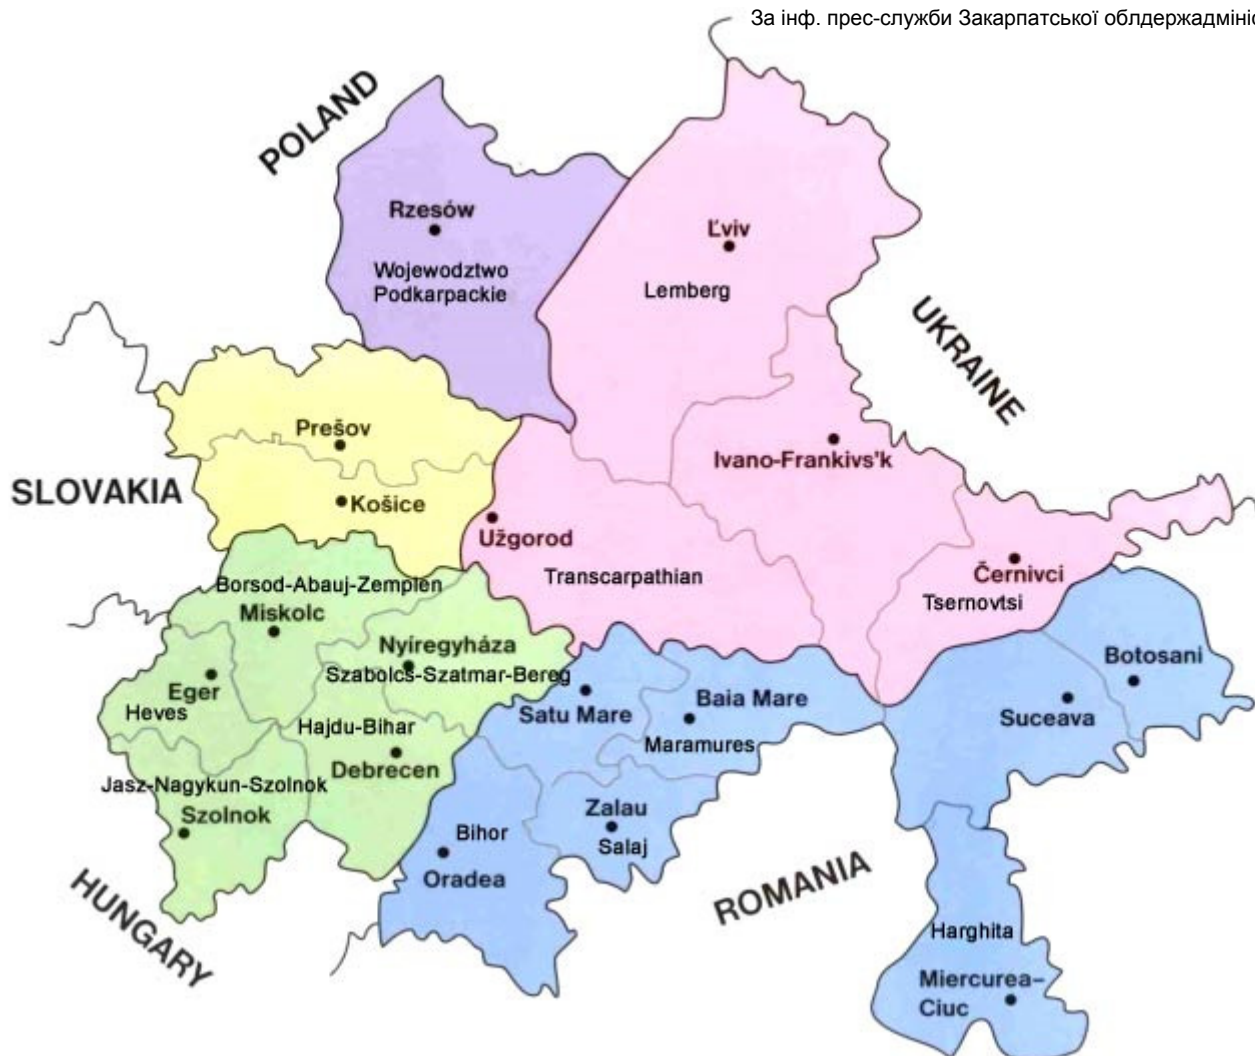 За інф. прес-служби Закарпатської облдержадмініс
POLAND
Rzesów
Wojewodztwo
Podkarpackie
Ľviv
Lemberg
UKRAINE
Prešov
SLOVAKIA
Košice
Ivano-Frankivs'k
Užgorod
Transcarpathian
Černivci
Tsernovtsi
Borsod-Abauj-Zemplen
Miskolc
Nyíregyháza
Szabolcs-Szatmar-Bereg
Eger
Heves
Hajdu-Bihar
Debrecen
Jasz-Nagykun-Szolnok
Szolnok
HUNGARY
Satu Mare
Baia Mare
Maramures
Botosani
Suceava
Zalau
Salaj
Bihor
Oradea
ROMANIA
Harghita
Miercurea–
Ciuc